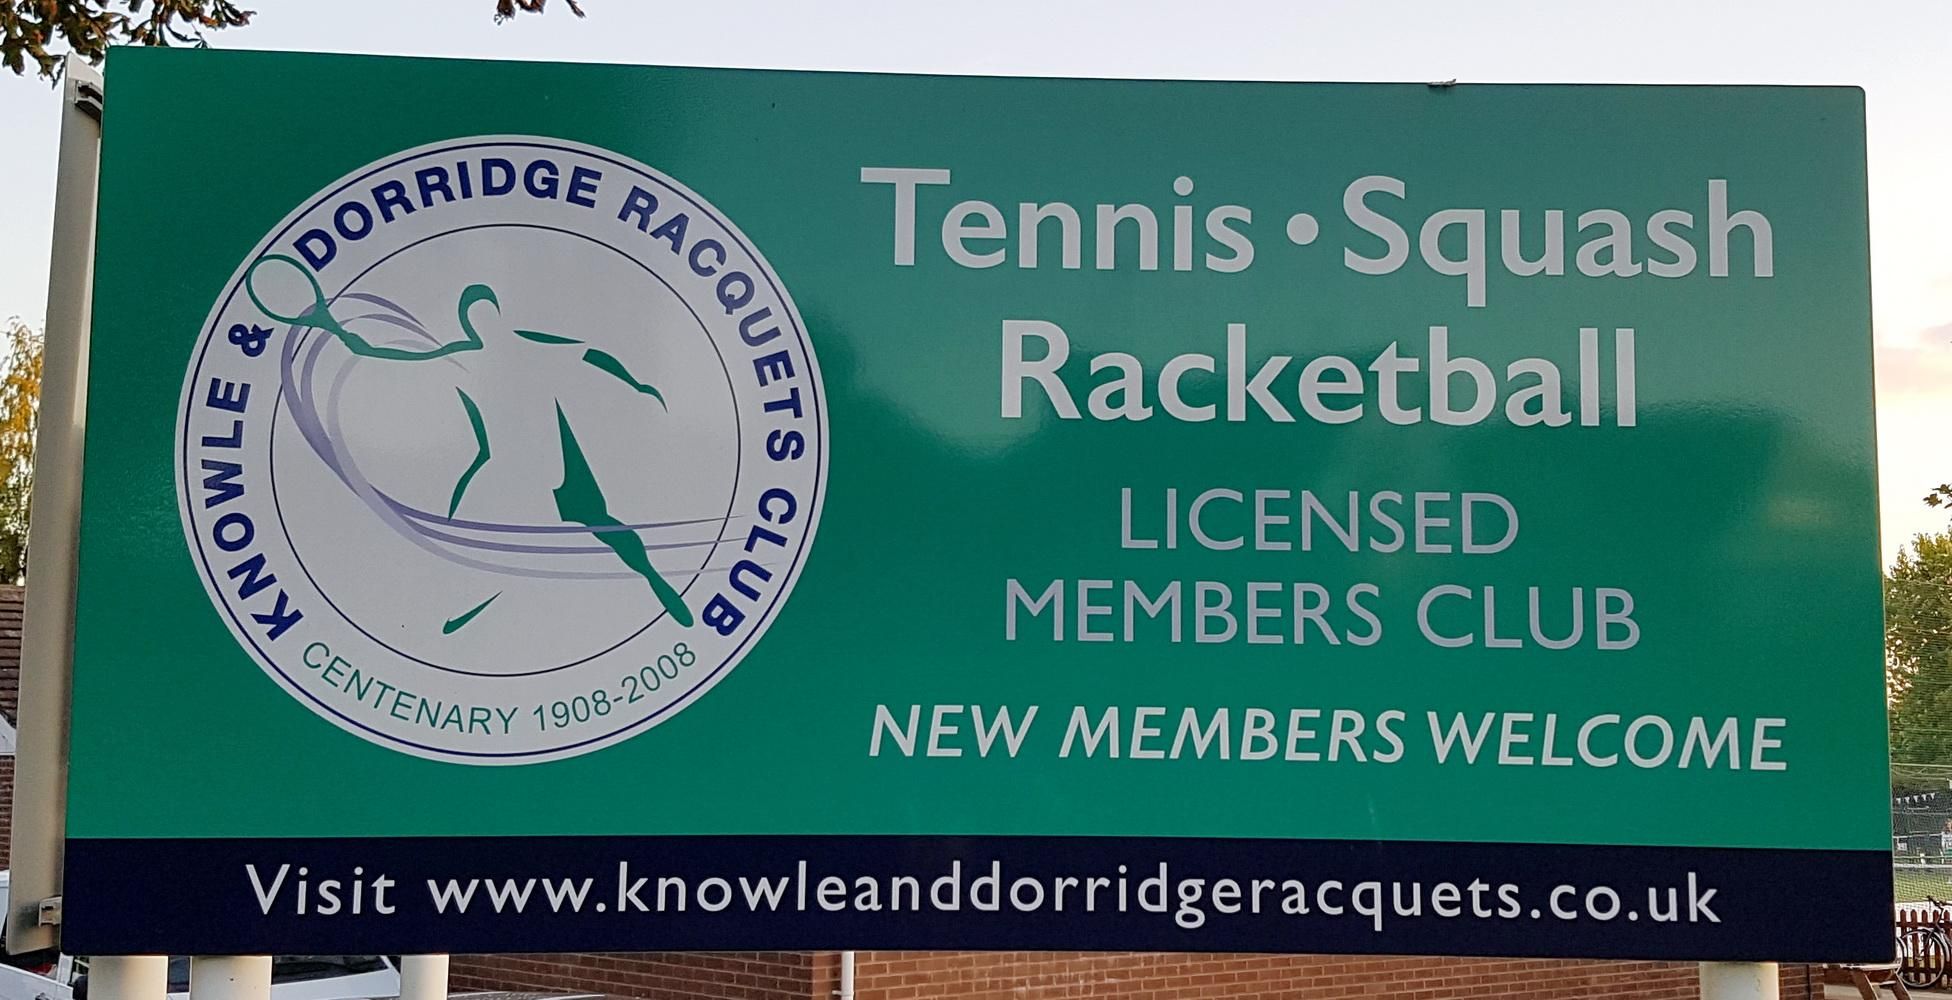 KNOWLE & DORRIDGE RACQUETS CLUB
CENTENARY 1908-2008
Tennis • Squash
Racketball
LICENSED
MEMBERS CLUB
NEW MEMBERS WELCOME
Visit www.knowleanddorridgeracquets.co.uk